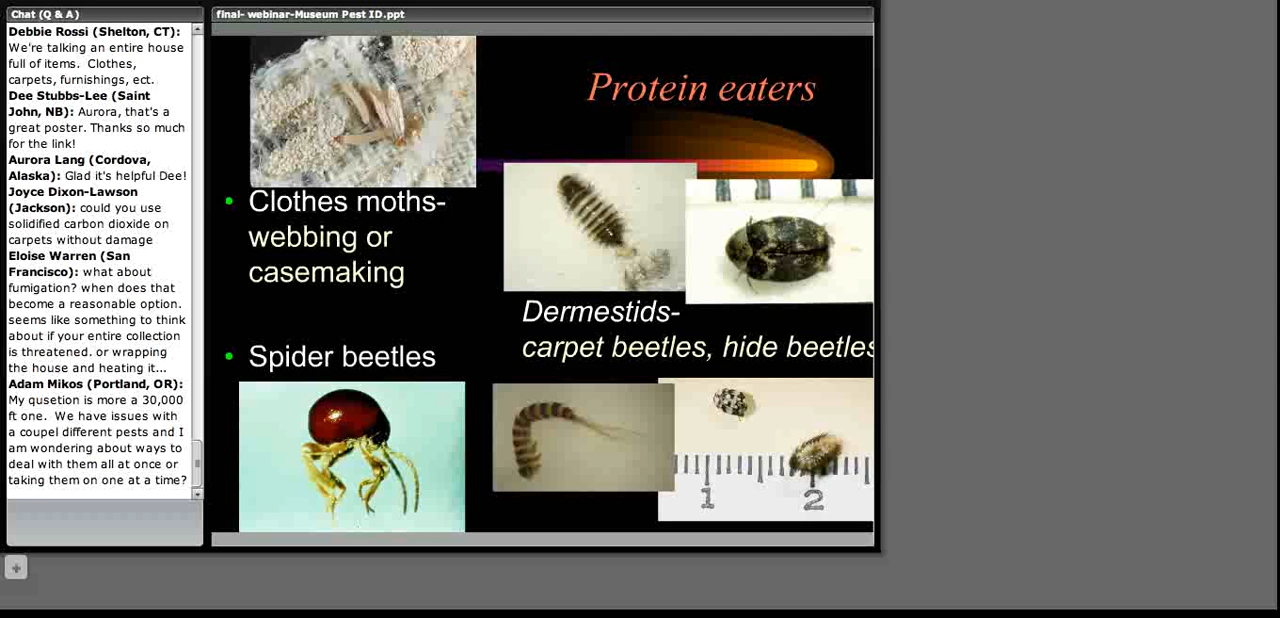 Chat (Q & A)
Debbie Rossi (Shelton, CT):
We're talking an entire house
full of items.  Clothes,
carpets, furnishings, ect.
Dee Stubbs-Lee (Saint
John, NB): Aurora, that's a
great poster. Thanks so much
for the link!
Aurora Lang (Cordova,
Alaska): Glad it's helpful Dee!
Joyce Dixon-Lawson
(Jackson): could you use
solidified carbon dioxide on
carpets without damage
Eloise Warren (San
Francisco): what about
fumigation? when does that
become a reasonable option.
seems like something to think
about if your entire collection
is threatened. or wrapping
the house and heating it...
Adam Mikos (Portland, OR):
My qusetion is more a 30,000
ft one.  We have issues with
a coupel different pests and I
am wondering about ways to
deal with them all at once or
taking them on one at a time?
final- webinar-Museum Pest ID.ppt
Protein eaters
• Clothes moths-
webbing or
casemaking
Dermestids-
carpet beetles, hide beetles
• Spider beetles
1 2